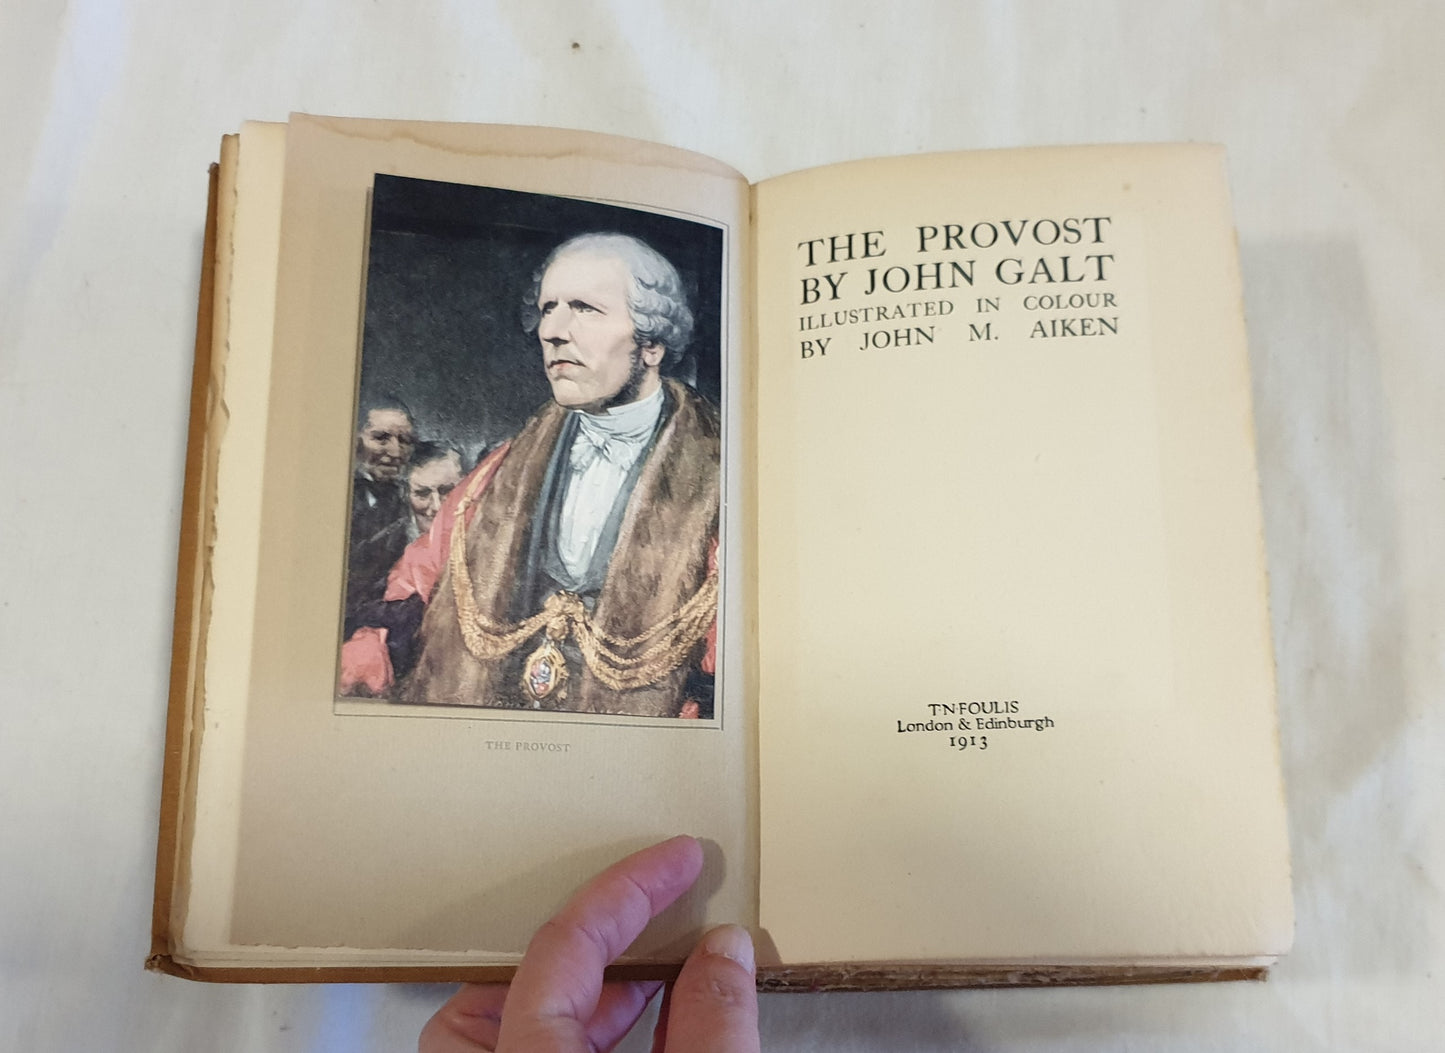 THE PROVOST
THE PROVOST
BY JOHN GALT
ILLUSTRATED IN COLOUR
BY JOHN M. AIKEN
T·N·FOULIS
London & Edinburgh
1913